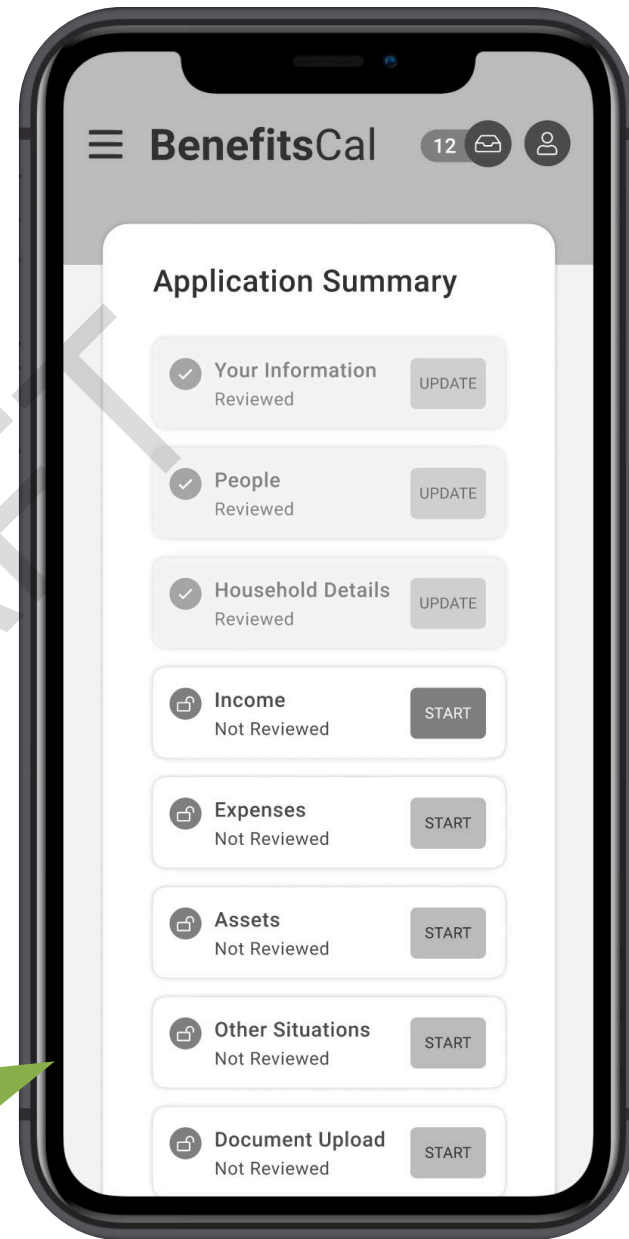 BenefitsCal 12
Application Summary
Your Information
Reviewed
UPDATE
People
Reviewed
UPDATE
Household Details
Reviewed
UPDATE
Income
Not Reviewed
START
Expenses
Not Reviewed
START
Assets
Not Reviewed
START
Other Situations
Not Reviewed
START
Document Upload
Not Reviewed
START